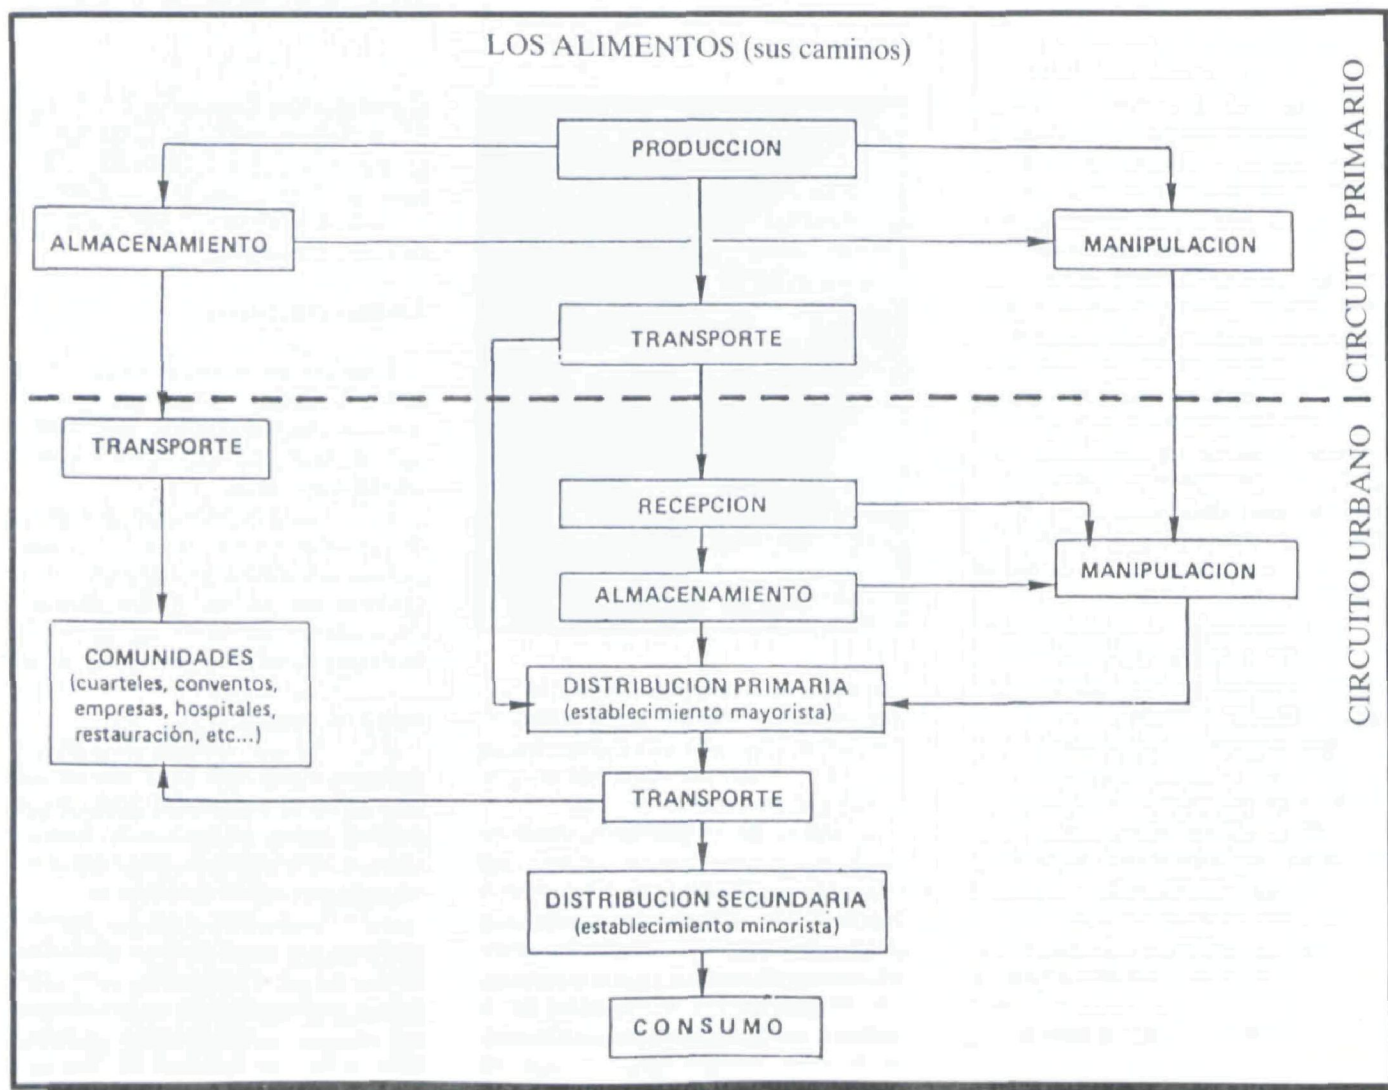 LOS ALIMENTOS (sus caminos)
CIRCUITO PRIMARIO
PRODUCCION
ALMACENAMIENTO
MANIPULACION
TRANSPORTE
CIRCUITO URBANO
TRANSPORTE
RECEPCION
MANIPULACION
ALMACENAMIENTO
COMUNIDADES
(cuarteles, conventos,
empresas, hospitales,
restauración, etc...)
DISTRIBUCION PRIMARIA
(establecimiento mayorista)
TRANSPORTE
DISTRIBUCION SECUNDARIA
(establecimiento minorista)
CONSUMO